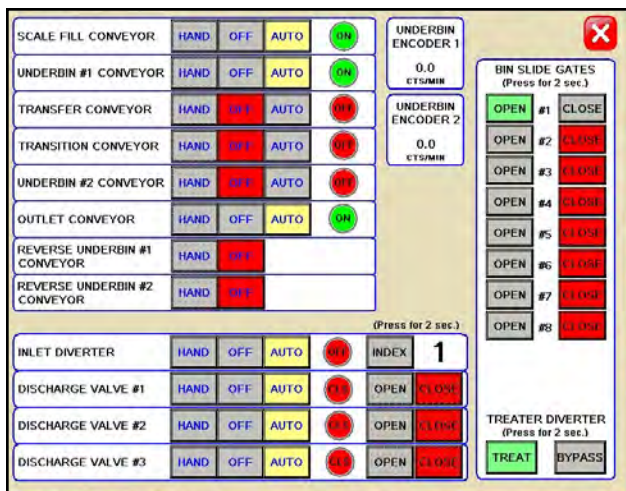 SCALE FILL CONVEYOR HAND OFF AUTO ON
UNDERBIN #1 CONVEYOR HAND OFF AUTO ON
TRANSFER CONVEYOR HAND OFF AUTO OFF
TRANSITION CONVEYOR HAND OFF AUTO OFF
UNDERBIN #2 CONVEYOR HAND OFF AUTO OFF
OUTLET CONVEYOR HAND OFF AUTO ON
REVERSE UNDERBIN #1
CONVEYOR HAND OFF
REVERSE UNDERBIN #2
CONVEYOR HAND OFF
UNDERBIN
ENCODER 1
0.0
CTS/MIN
UNDERBIN
ENCODER 2
0.0
CTS/MIN
X
BIN SLIDE GATES
(Press for 2 sec.)
OPEN #1 CLOSE
OPEN #2 CLOSE
OPEN #3 CLOSE
OPEN #4 CLOSE
OPEN #5 CLOSE
OPEN #6 CLOSE
OPEN #7 CLOSE
OPEN #8 CLOSE
(Press for 2 sec.)
INLET DIVERTER HAND OFF AUTO OFF INDEX 1
DISCHARGE VALVE #1 HAND OFF AUTO CLS OPEN CLOSE
DISCHARGE VALVE #2 HAND OFF AUTO CLS OPEN CLOSE
DISCHARGE VALVE #3 HAND OFF AUTO CLS OPEN CLOSE
TREATER DIVERTER
(Press for 2 sec.)
TREAT BYPASS